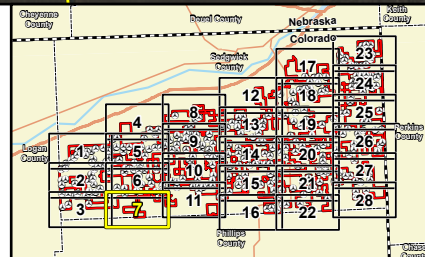 Cheyenne
County
Deuel County
Keith
County
Nebraska
Colorado
Sedgwick
County
Logan
County
Perkins
County
Phillips
County
Chase
1
2
3
4
5
6
7
8
9
10
11
12
13
14
15
16
17
18
19
20
21
22
23
24
25
26
27
28